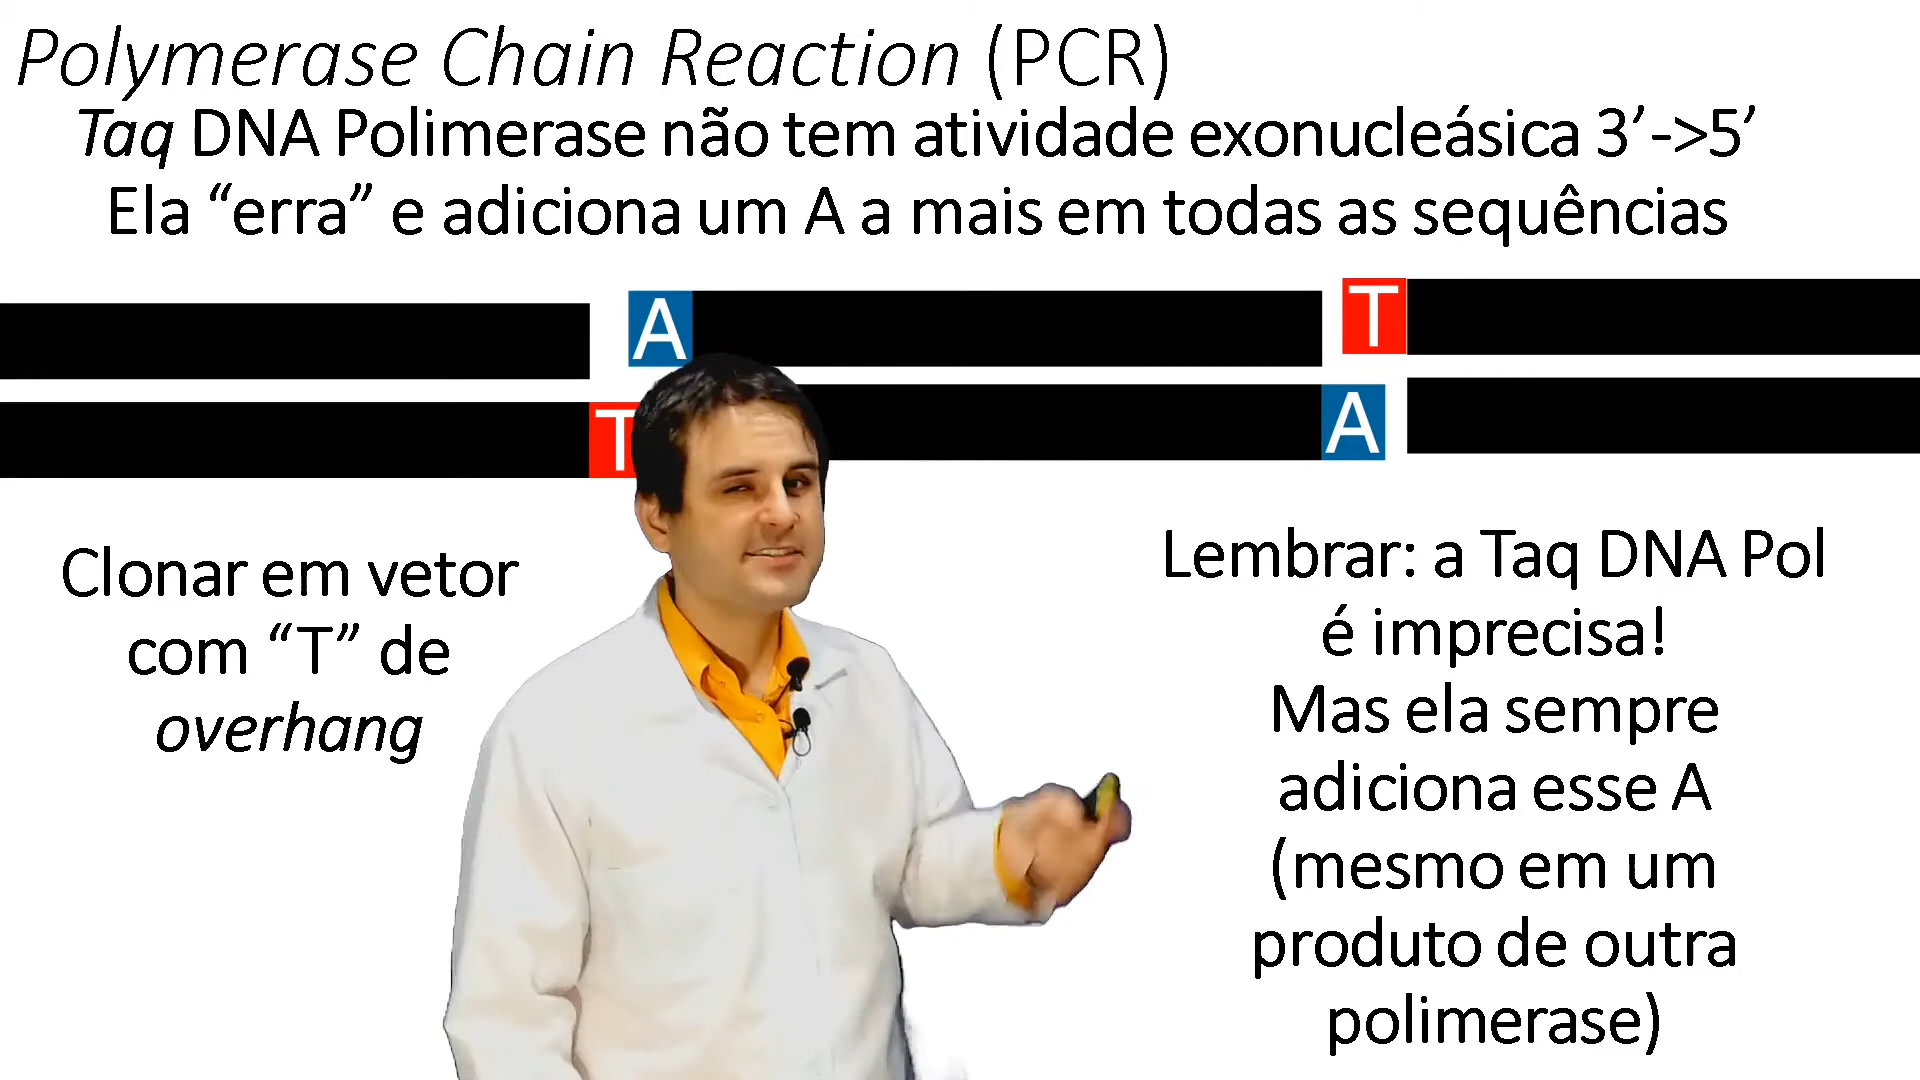 Polymerase Chain Reaction (PCR)
Taq DNA Polimerase não tem atividade exonucleásica 3’->5’
Ela “erra” e adiciona um A a mais em todas as sequências
A
T
T
A
Clonar em vetor
com “T” de
overhang
Lembrar: a Taq DNA Pol
é imprecisa!
Mas ela sempre
adiciona esse A
(mesmo em um
produto de outra
polimerase)